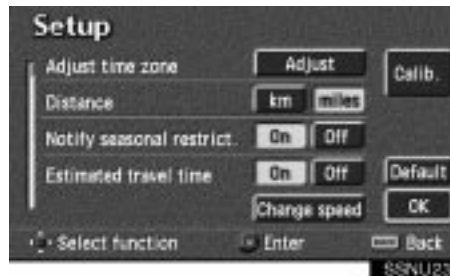 Setup
Adjust time zone Adjust Calib.
Distance km miles
Notify seasonal restrict. On Off
Estimated travel time On Off Default
Change speed OK
Select function Enter Back
SSNU23